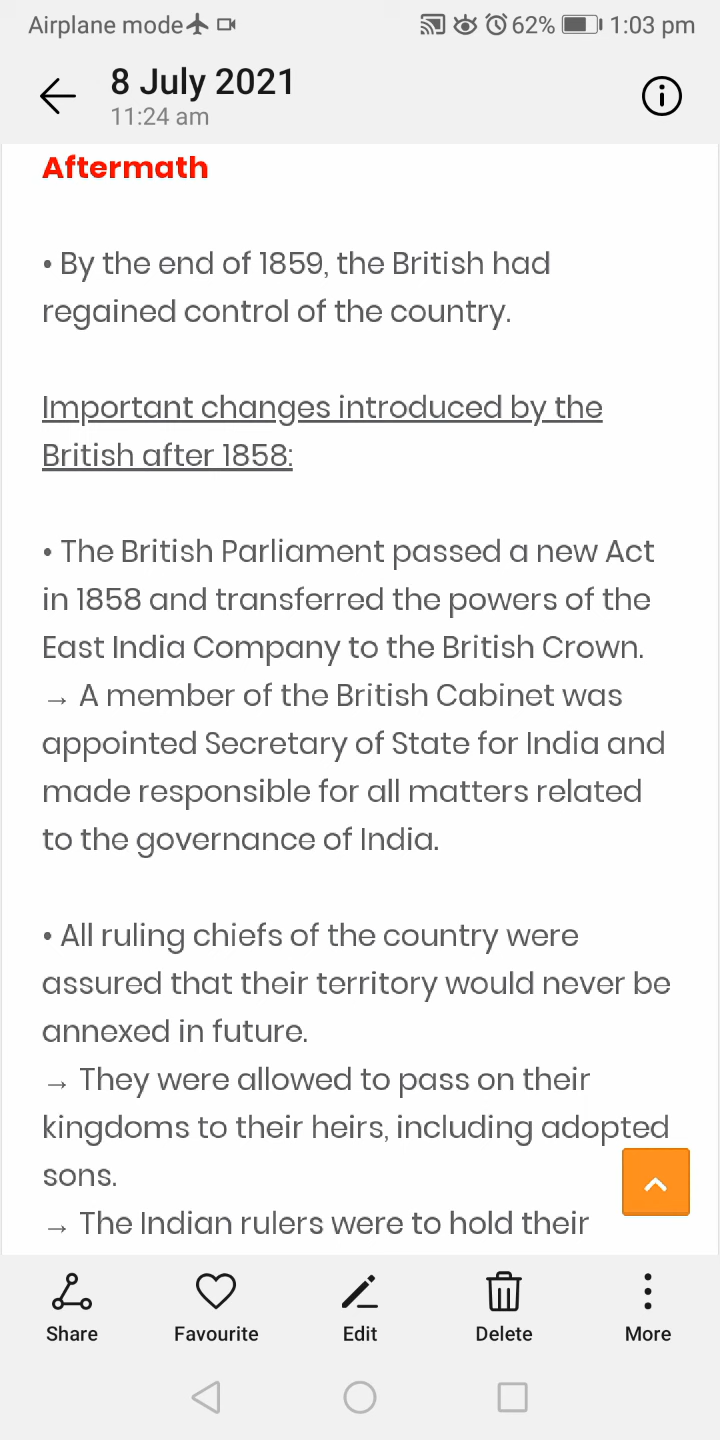 Airplane mode 62% 1:03 pm
8 July 2021
11:24 am
Aftermath
• By the end of 1859, the British had
regained control of the country.
Important changes introduced by the
British after 1858:
• The British Parliament passed a new Act
in 1858 and transferred the powers of the
East India Company to the British Crown.
→ A member of the British Cabinet was
appointed Secretary of State for India and
made responsible for all matters related
to the governance of India.
• All ruling chiefs of the country were
assured that their territory would never be
annexed in future.
→ They were allowed to pass on their
kingdoms to their heirs, including adopted
sons.
→ The Indian rulers were to hold their
Share Favourite Edit Delete More